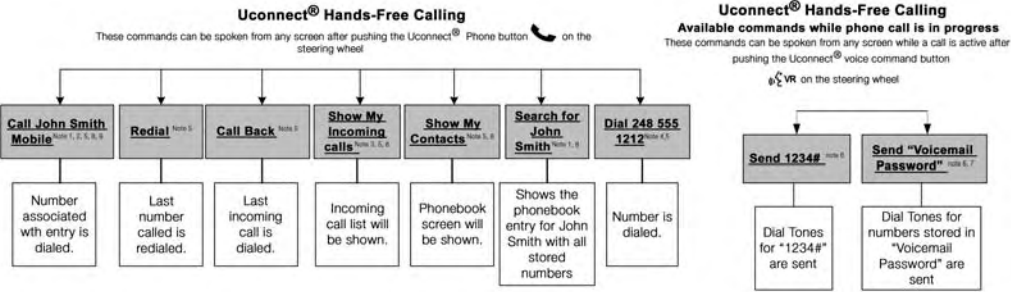 Uconnect® Hands-Free Calling
These commands can be spoken from any screen after pushing the Uconnect® Phone button on the
steering wheel
Call John Smith
Mobile Note 1, 2, 5, 8, 9
Redial Note 5
Call Back Note 5
Show My
Incoming
calls Note 3, 5, 8
Show My
Contacts Note 5, 8
Search for
John
Smith Note 1, 8
Dial 248 555
1212 Note 4,5
Number
associated
wth entry is
dialed.
Last
number
called is
redialed.
Last
incoming
call is
dialed.
Incoming
call list will
be shown.
Phonebook
screen will
be shown.
Shows the
phonebook
entry for John
Smith with all
stored
numbers
Number is
dialed.
Uconnect® Hands-Free Calling
Available commands while phone call is in progress
These commands can be spoken from any screen while a call is active after
pushing the Uconnect® voice command button
VR on the steering wheel
Send 1234# note 6
Send "Voicemail
Password" note 6, 7
Dial Tones
for "1234#"
are sent
Dial Tones for
numbers stored in
"Voicemail
Password" are
sent